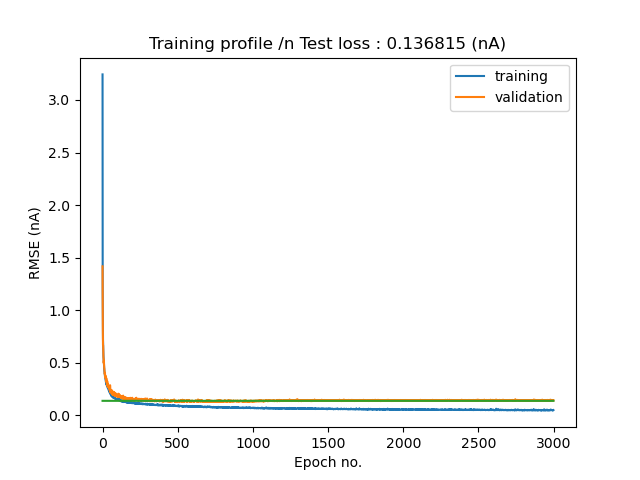 Training profile /n Test loss : 0.136815 (nA)
training
validation
RMSE (nA)
3.0
2.5
2.0
1.5
1.0
0.5
0.0
0 500 1000 1500 2000 2500 3000
Epoch no.